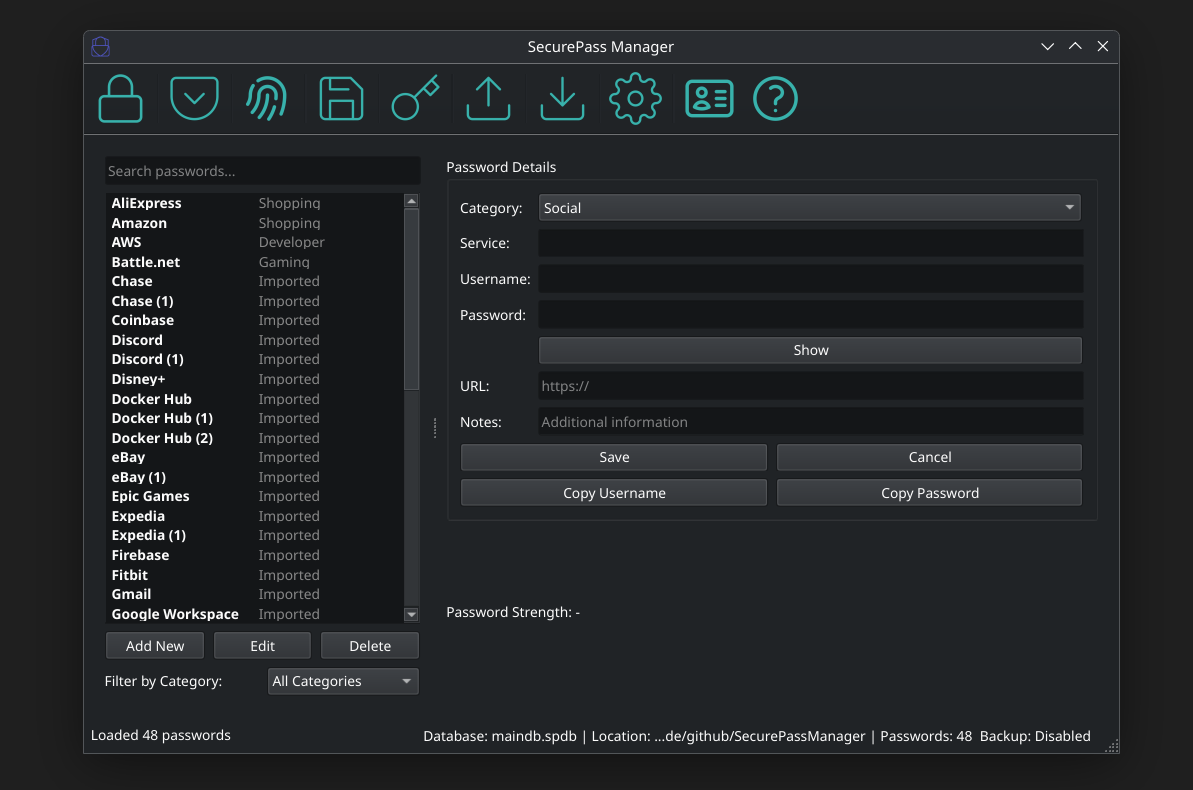 SecurePass Manager
Search passwords...
AliExpress Shopping
Amazon Shopping
AWS Developer
Battle.net Gaming
Chase Imported
Chase (1) Imported
Coinbase Imported
Discord Imported
Discord (1) Imported
Disney+ Imported
Docker Hub Imported
Docker Hub (1) Imported
Docker Hub (2) Imported
eBay Imported
eBay (1) Imported
Epic Games Imported
Expedia Imported
Expedia (1) Imported
Firebase Imported
Fitbit Imported
Gmail Imported
Google Workspace Imported
Add New Edit Delete
Filter by Category: All Categories
Password Details
Category: Social
Service:
Username:
Password:
Show
URL: https://
Notes: Additional information
Save Cancel
Copy Username Copy Password
Password Strength: -
Loaded 48 passwords
Database: maindb.spdb | Location: ...de/github/SecurePassManager | Passwords: 48 Backup: Disabled